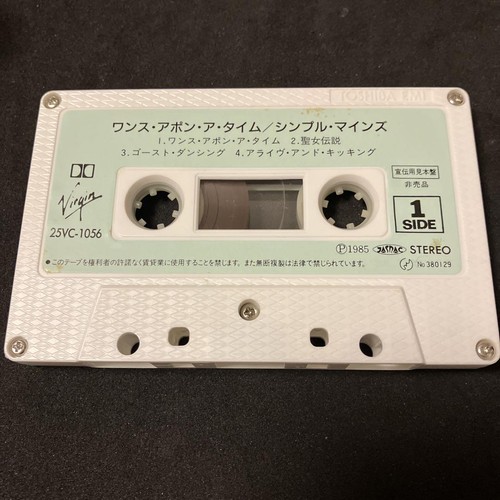 TOSHIBA EMI
ワンス・アポン・ア・タイム／シンプル・マインズ
1.ワンス・アポン・ア・タイム 2.聖女伝説
3.ゴースト・ダンシング 4.アライヴ・アンド・キッキング
宣伝用見本盤
非売品
Virgin
25VC-1056
1
SIDE
Ⓟ1985 JASRAC STEREO
●このテープを権利者の許諾なく賃貸業に使用することを禁じます。また無断複製は法律で禁じられています。
No380129